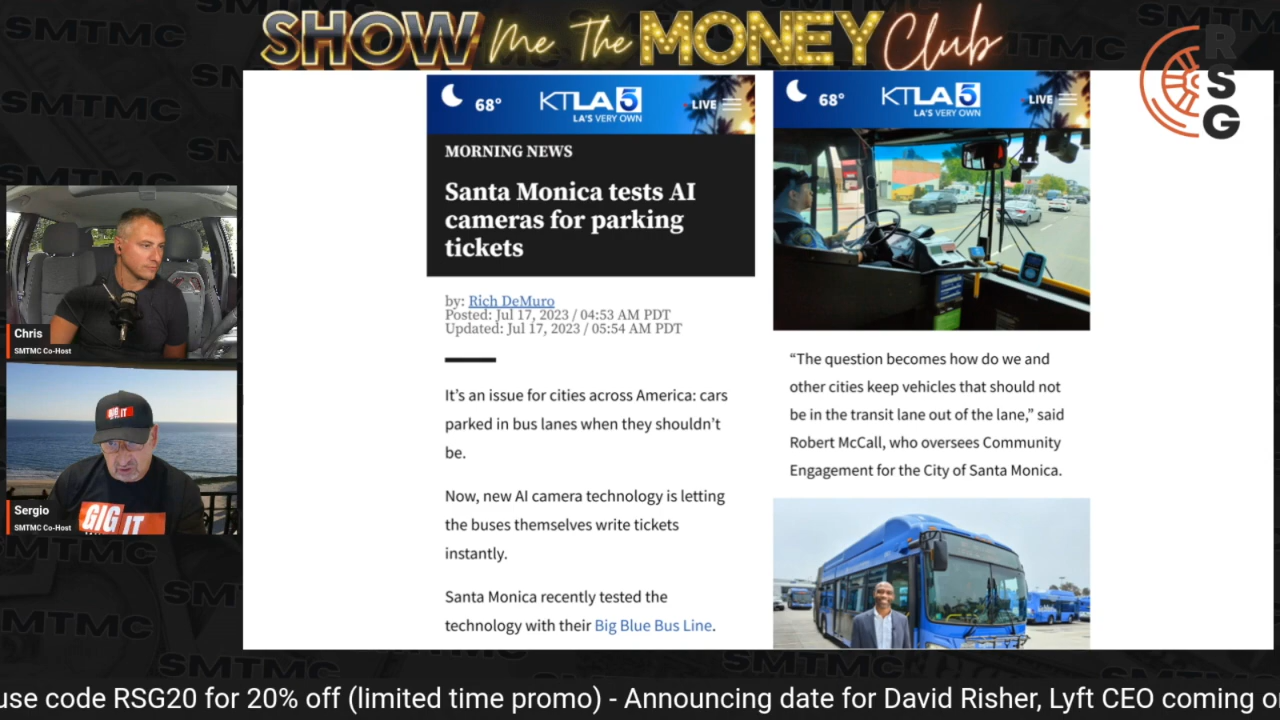 SHOW Me The MONEY Club
RSG
68°
KTLA 5
LA'S VERY OWN
LIVE
MORNING NEWS
Santa Monica tests AI
cameras for parking
tickets
by: Rich DeMuro
Posted: Jul 17, 2023 / 04:53 AM PDT
Updated: Jul 17, 2023 / 05:54 AM PDT
It’s an issue for cities across America: cars
parked in bus lanes when they shouldn’t
be.
Now, new AI camera technology is letting
the buses themselves write tickets
instantly.
Santa Monica recently tested the
technology with their Big Blue Bus Line.
68°
KTLA 5
LA'S VERY OWN
LIVE
“The question becomes how do we and
other cities keep vehicles that should not
be in the transit lane out of the lane,” said
Robert McCall, who oversees Community
Engagement for the City of Santa Monica.
Chris
SMTMC Co-Host
GIG IT
Sergio
SMTMC Co-Host
SMTMC
SMTMC
SMTMC
SMTMC
SMTMC
SMTMC
use code RSG20 for 20% off (limited time promo) - Announcing date for David Risher, Lyft CEO coming o